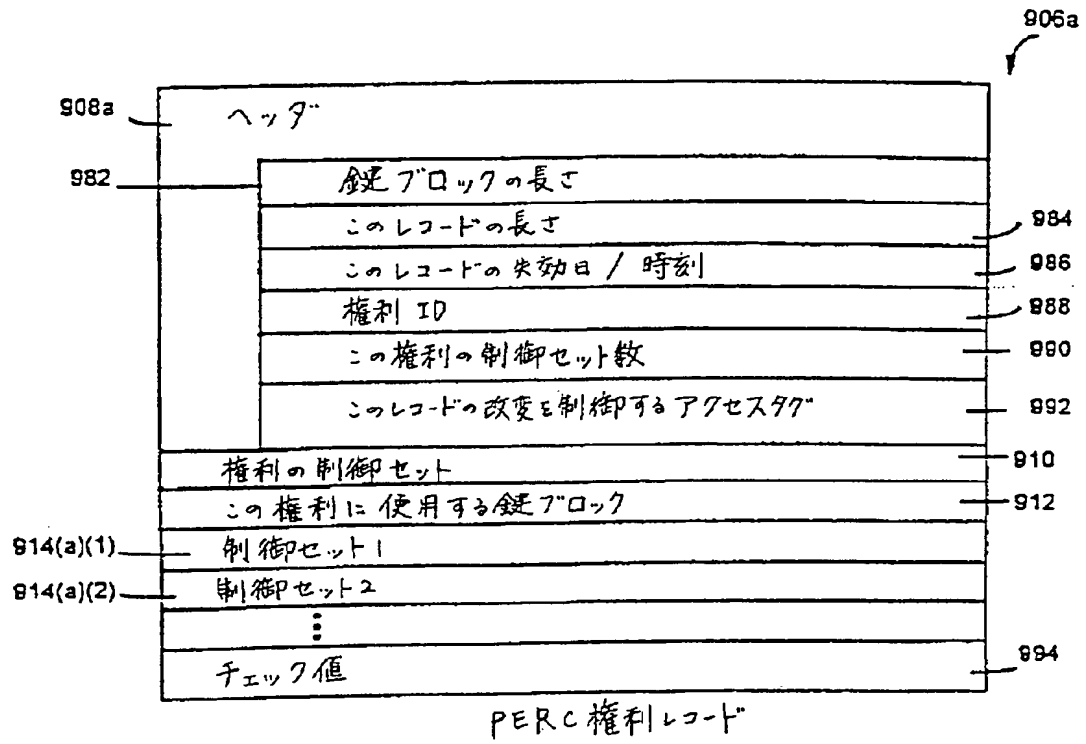 906a
908a ヘッダ
982 鍵ブロックの長さ
このレコードの長さ 984
このレコードの失効日 / 時刻 986
権利 ID 988
この権利の制御セット数 990
このレコードの改変を制御するアクセスタグ 992
権利の制御セット 910
この権利に使用する鍵ブロック 912
914(a)(1) 制御セット1
914(a)(2) 制御セット2
チェック値 994
PERC権利レコード